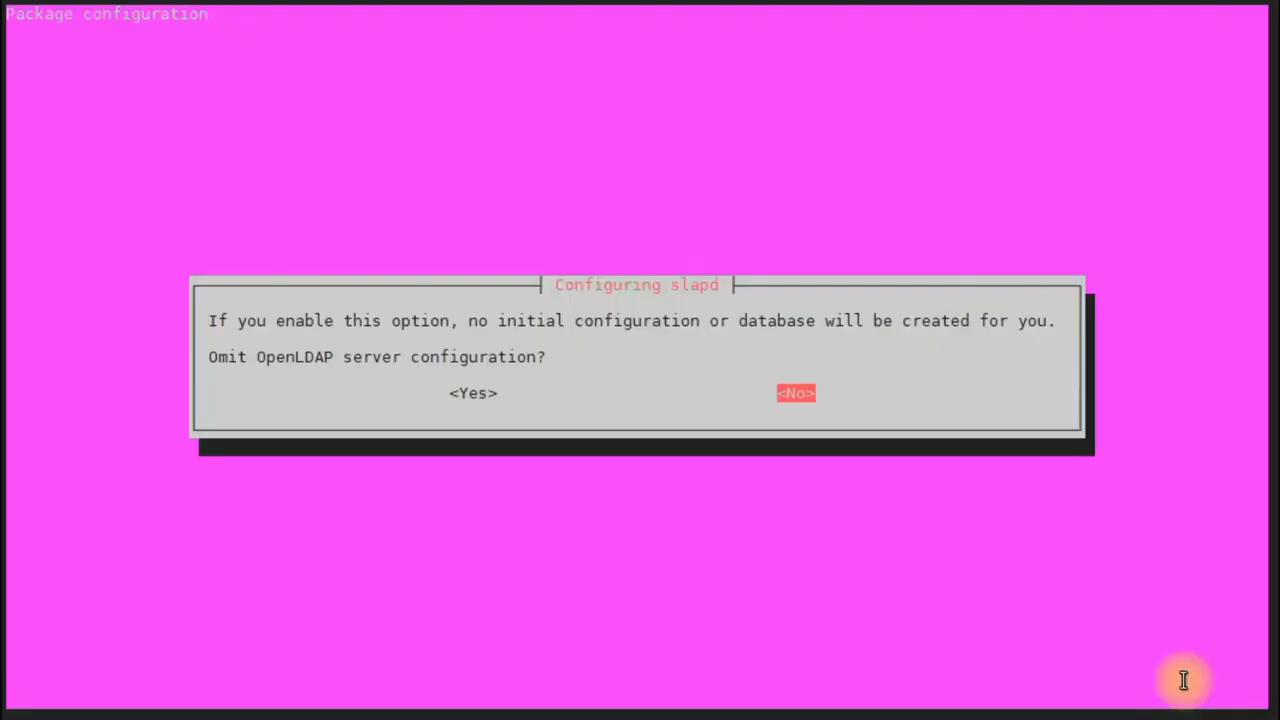 Package configuration
Configuring slapd
If you enable this option, no initial configuration or database will be created for you.
Omit OpenLDAP server configuration?
<Yes> <No>